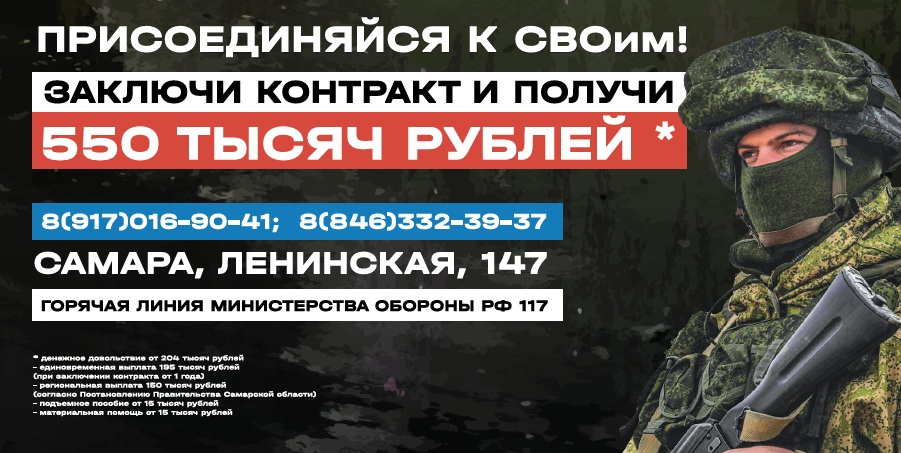 ПРИСОЕДИНЯЙСЯ К СВОим!
ЗАКЛЮЧИ КОНТРАКТ И ПОЛУЧИ
550 ТЫСЯЧ РУБЛЕЙ *
8(917)016-90-41; 8(846)332-39-37
САМАРА, ЛЕНИНСКАЯ, 147
ГОРЯЧАЯ ЛИНИЯ МИНИСТЕРСТВА ОБОРОНЫ РФ 117
* денежное довольствие от 204 тысяч рублей
- единовременная выплата 195 тысяч рублей
(при заключении контракта от 1 года)
- региональная выплата 150 тысяч рублей
(согласно Постановлению Правительства Самарской области)
- подъемное пособие от 15 тысяч рублей
- материальная помощь от 15 тысяч рублей